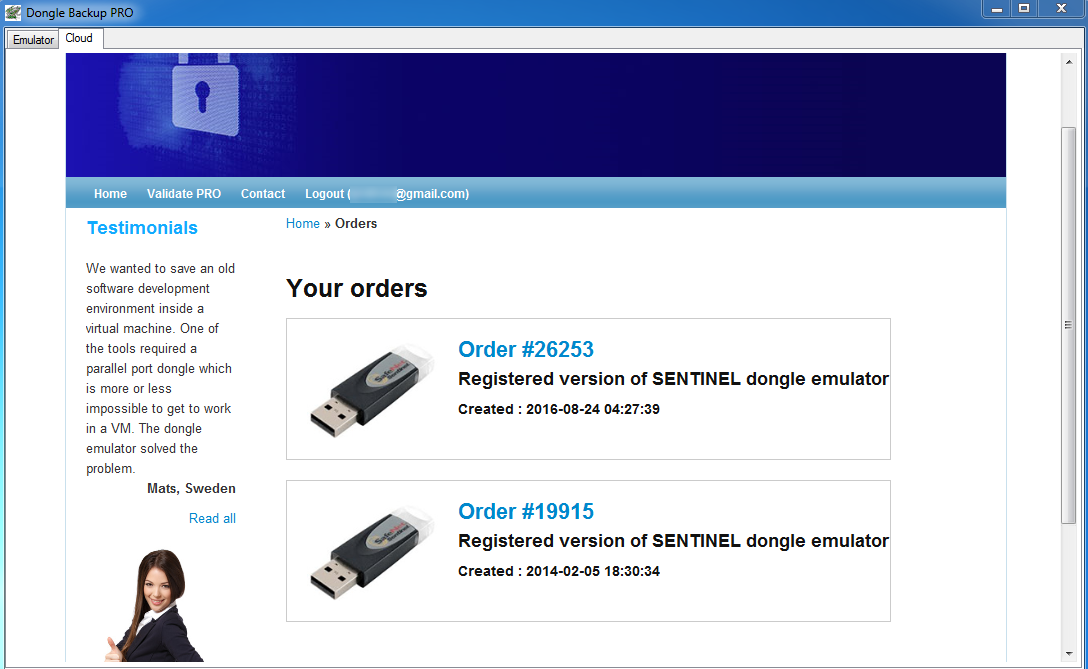 Dongle Backup PRO
Emulator Cloud
Home Validate PRO Contact Logout ( @gmail.com)
Home » Orders
Testimonials
We wanted to save an old
software development
environment inside a
virtual machine. One of
the tools required a
parallel port dongle which
is more or less
impossible to get to work
in a VM. The dongle
emulator solved the
problem.
Mats, Sweden
Read all
Your orders
Order #26253
Registered version of SENTINEL dongle emulator
Created : 2016-08-24 04:27:39
Order #19915
Registered version of SENTINEL dongle emulator
Created : 2014-02-05 18:30:34